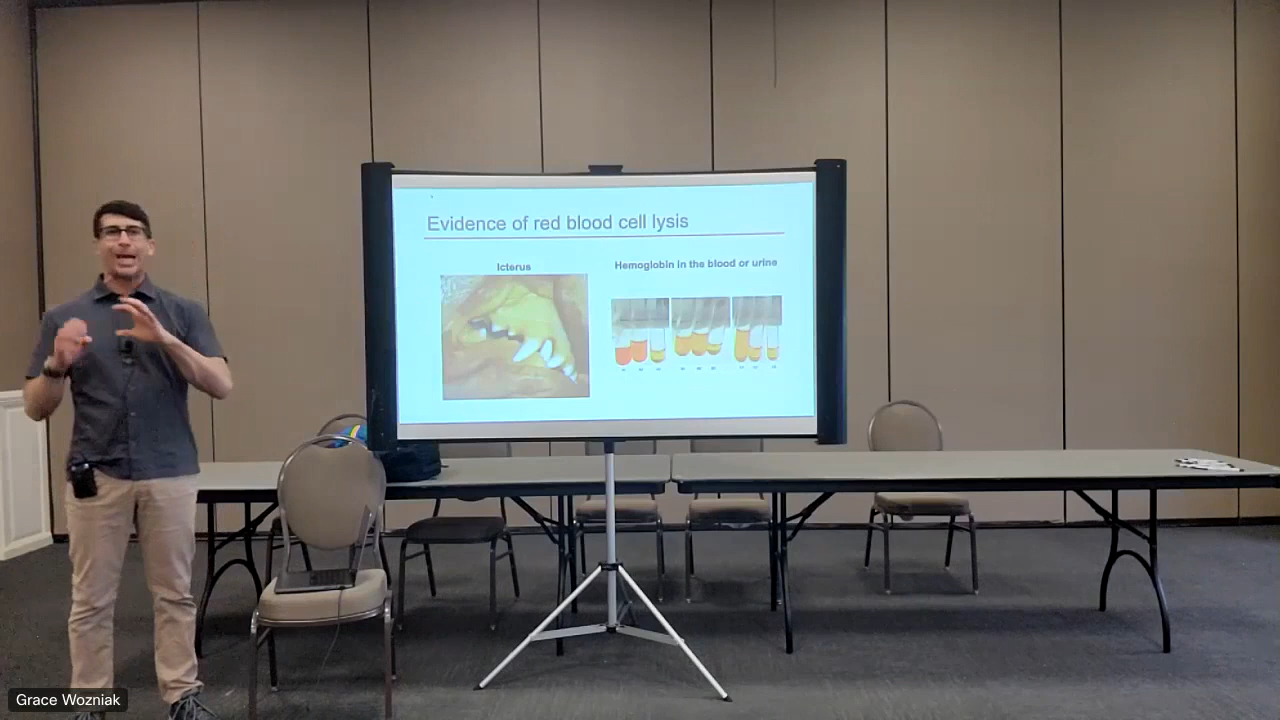 Evidence of red blood cell lysis
Icterus
Hemoglobin in the blood or urine
Grace Wozniak